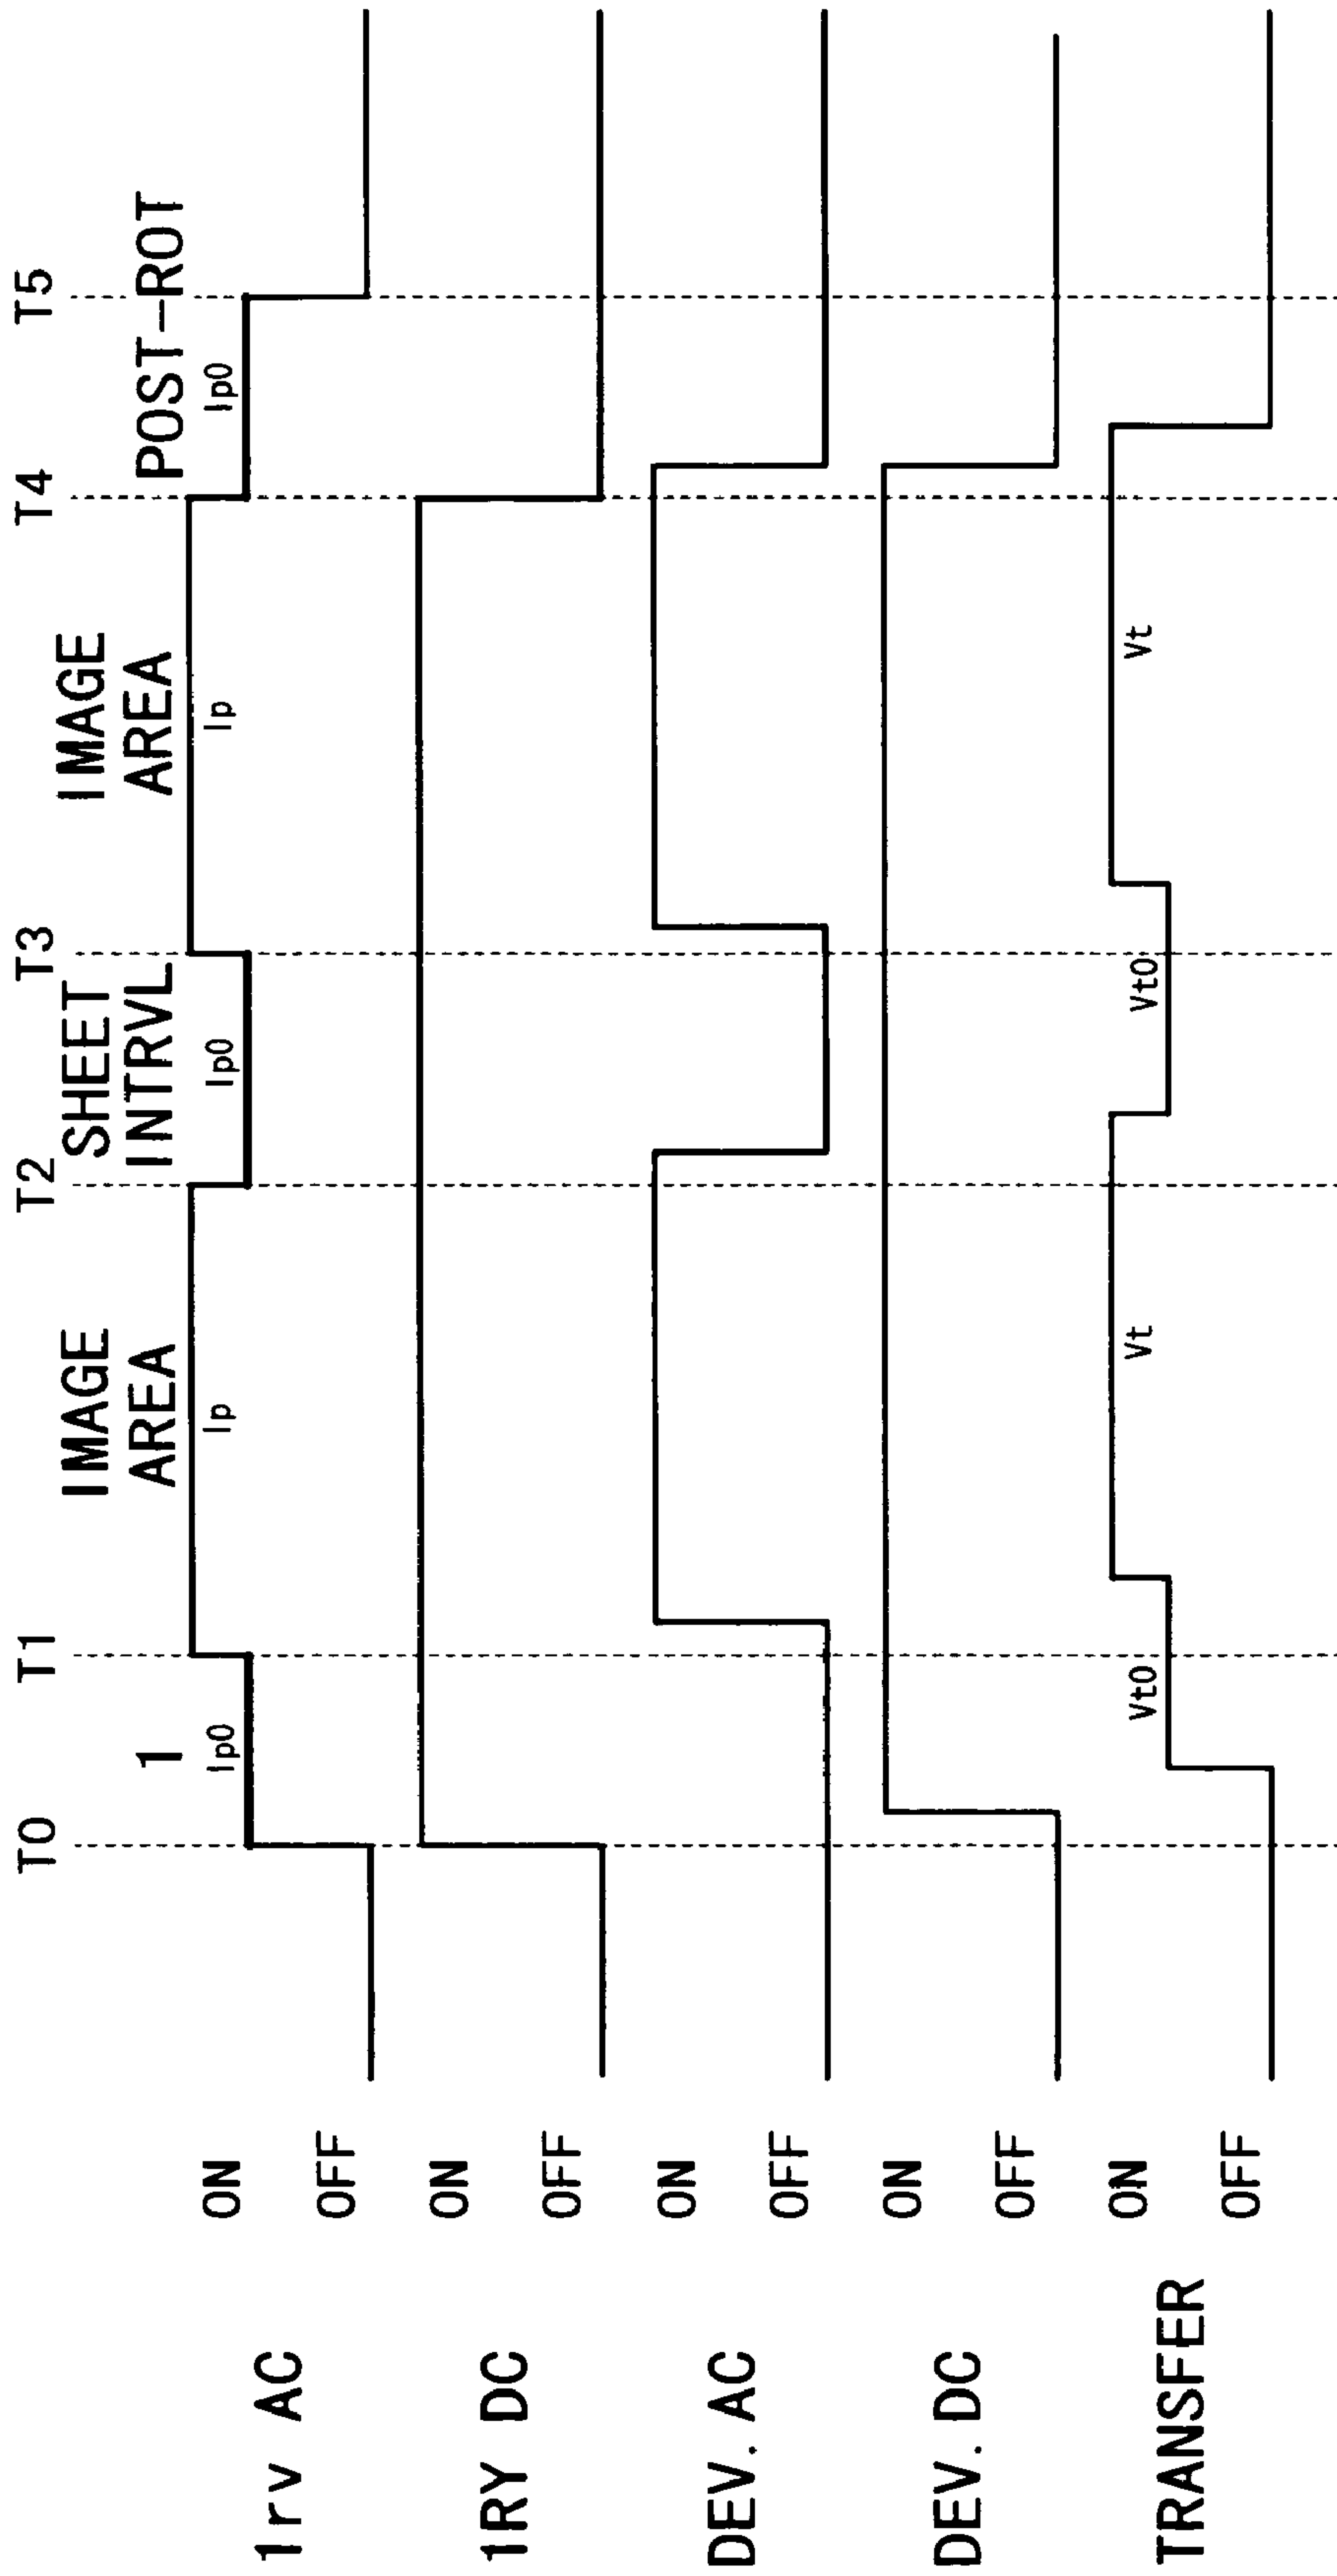 T0
T1
T2
T3
T4
T5
1
IMAGE
AREA
SHEET
INTRVL
IMAGE
AREA
POST-ROT
1rv AC
ON
OFF
Ip0
Ip
Ip0
Ip
Ip0
1RY DC
ON
OFF
DEV. AC
ON
OFF
DEV. DC
ON
OFF
TRANSFER
ON
OFF
Vt0
Vt
Vt0
Vt